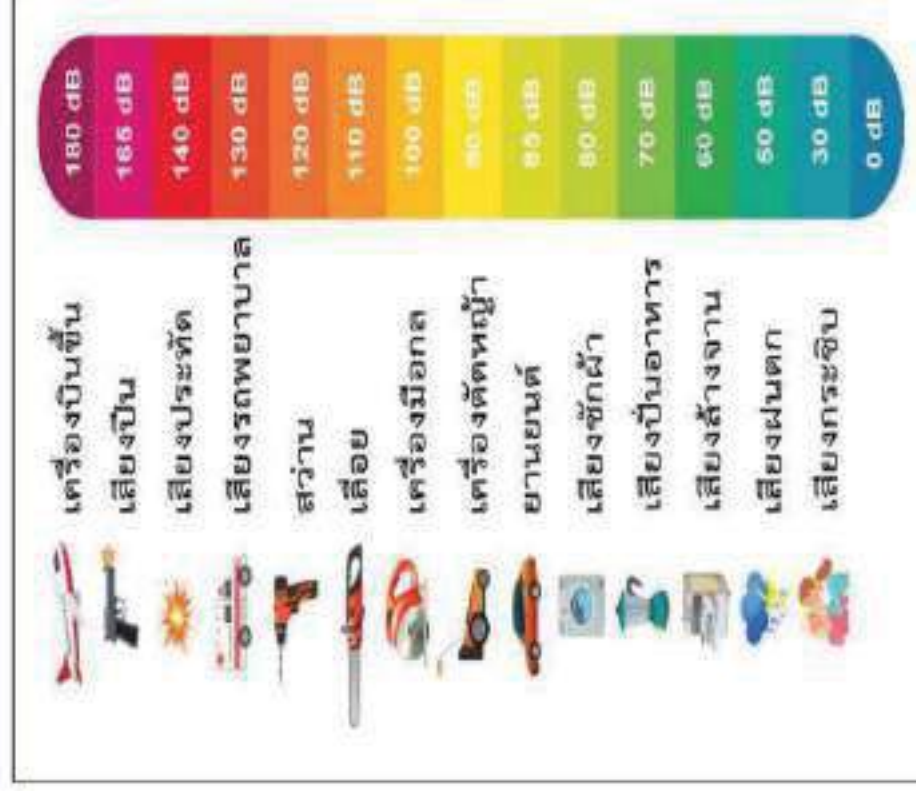 เครื่องบินขึ้น 180 dB
เสียงปืน 165 dB
เสียงประทัด 140 dB
เสียงรถพยาบาล 130 dB
สว่าน 120 dB
เลื่อย 110 dB
เครื่องมือกล 100 dB
เครื่องตัดหญ้า 90 dB
ยานยนต์ 85 dB
เสียงซักผ้า 80 dB
เสียงปั่นอาหาร 70 dB
เสียงล้างจาน 60 dB
เสียงฝนตก 50 dB
เสียงกระซิบ 30 dB
0 dB